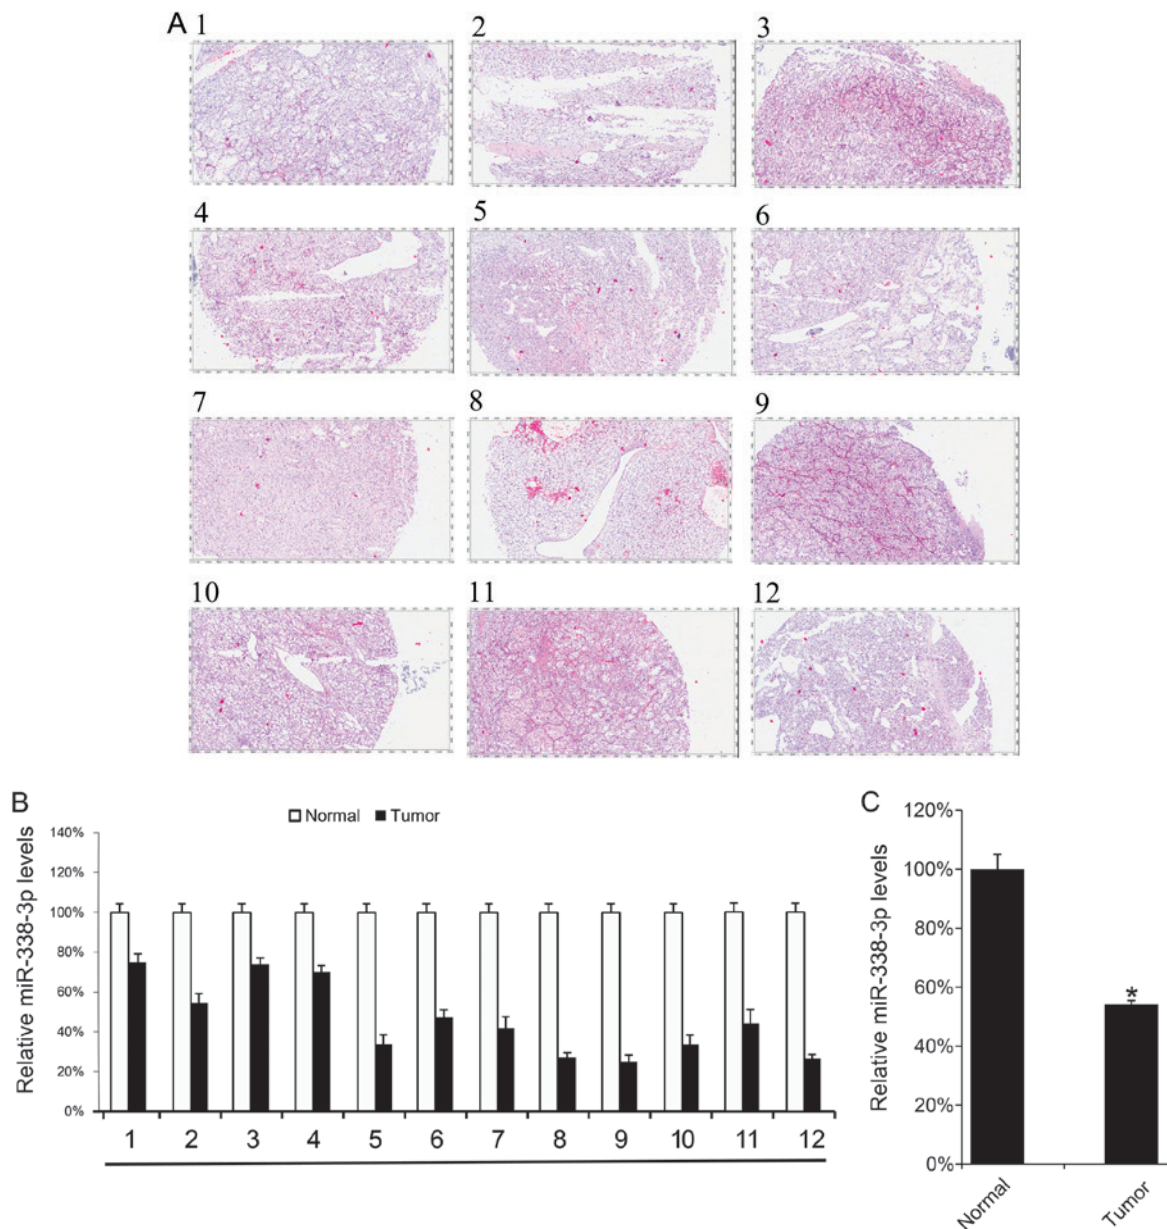 A 1 2 3
4 5 6
7 8 9
10 11 12
B
Normal Tumor
Relative miR-338-3p levels
140%
120%
100%
80%
60%
40%
20%
0%
1 2 3 4 5 6 7 8 9 10 11 12
C
Relative miR-338-3p levels
120%
100%
80%
60%
40%
20%
0%
*
Normal Tumor